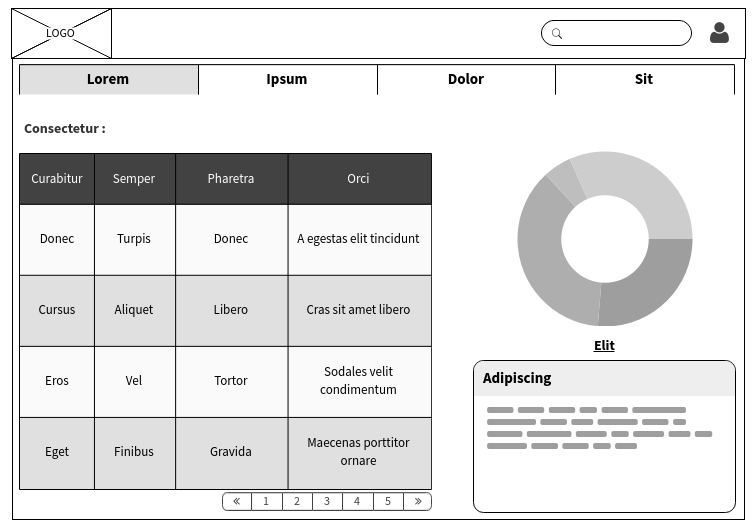 LOGO
Lorem Ipsum Dolor Sit
Consectetur :
Curabitur Semper Pharetra Orci
Donec Turpis Donec A egestas elit tincidunt
Cursus Aliquet Libero Cras sit amet libero
Eros Vel Tortor Sodales velit
condimentum
Eget Finibus Gravida Maecenas porttitor
ornare
« 1 2 3 4 5 »
Elit
Adipiscing